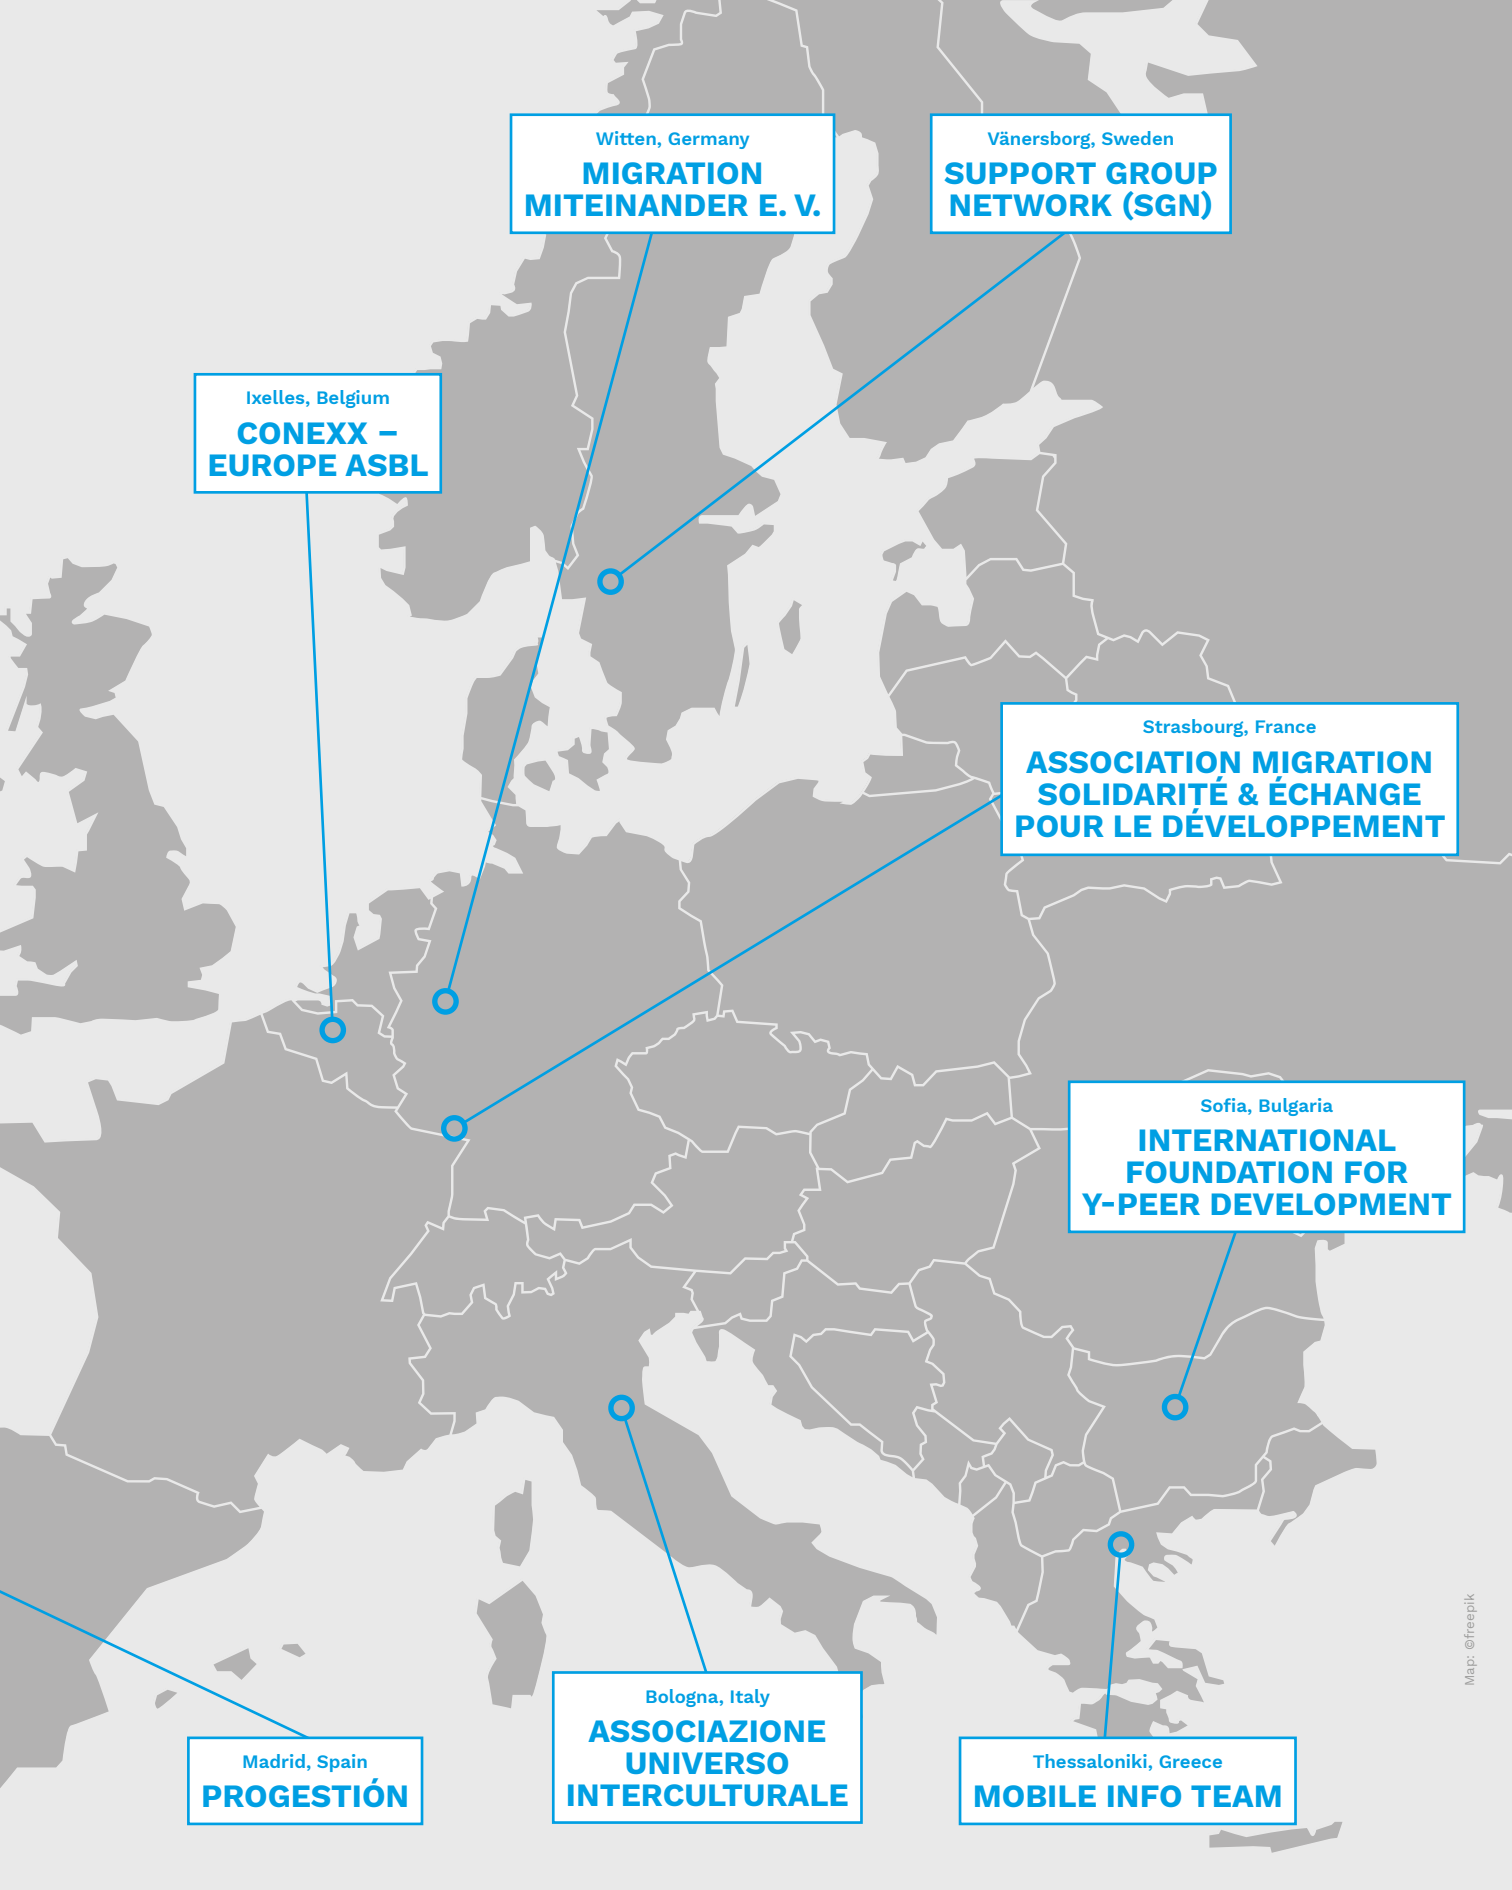 Witten, Germany
MIGRATION
MITEINANDER E. V.
Vänersborg, Sweden
SUPPORT GROUP
NETWORK (SGN)
Ixelles, Belgium
CONEXX –
EUROPE ASBL
Strasbourg, France
ASSOCIATION MIGRATION
SOLIDARITÉ & ÉCHANGE
POUR LE DÉVELOPPEMENT
Sofia, Bulgaria
INTERNATIONAL
FOUNDATION FOR
Y-PEER DEVELOPMENT
Map: ©freepik
Bologna, Italy
ASSOCIAZIONE
UNIVERSO
INTERCULTURALE
Madrid, Spain
PROGESTIÓN
Thessaloniki, Greece
MOBILE INFO TEAM